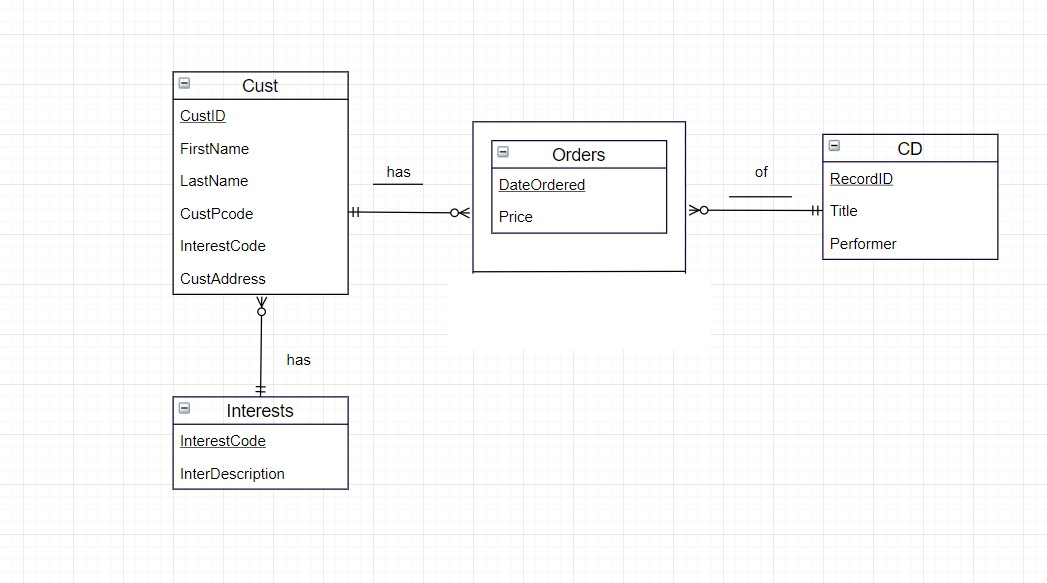 Cust
CustID
FirstName
LastName
CustPcode
InterestCode
CustAddress
has
Orders
DateOrdered
Price
of
CD
RecordID
Title
Performer
has
Interests
InterestCode
InterDescription